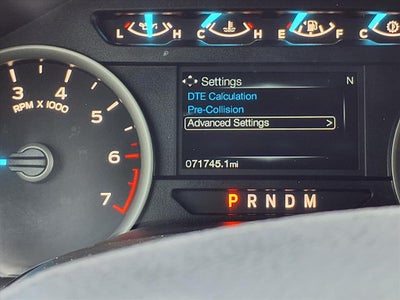 L H C H E F C
Settings N
3 4 5 6 7
DTE Calculation
RPM X 1000
Pre-Collision
Advanced Settings >
071745.1mi
P R N D M